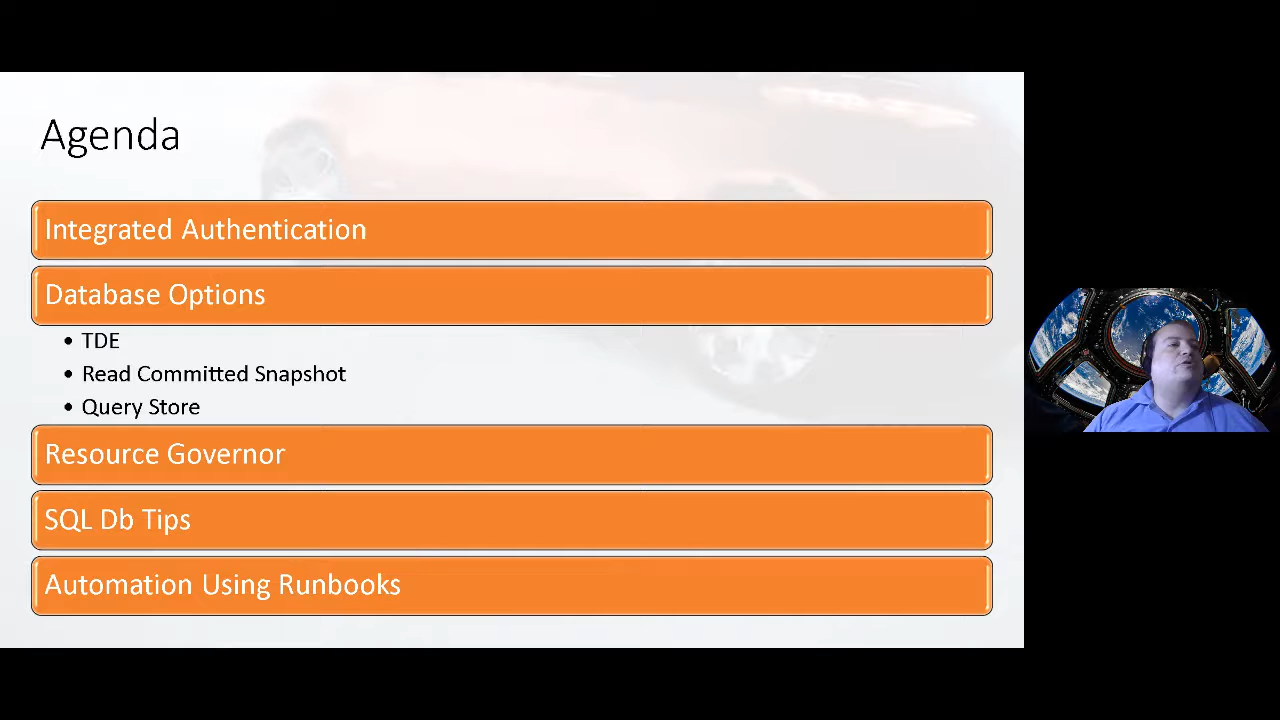 Agenda
Integrated Authentication
Database Options
• TDE
• Read Committed Snapshot
• Query Store
Resource Governor
SQL Db Tips
Automation Using Runbooks